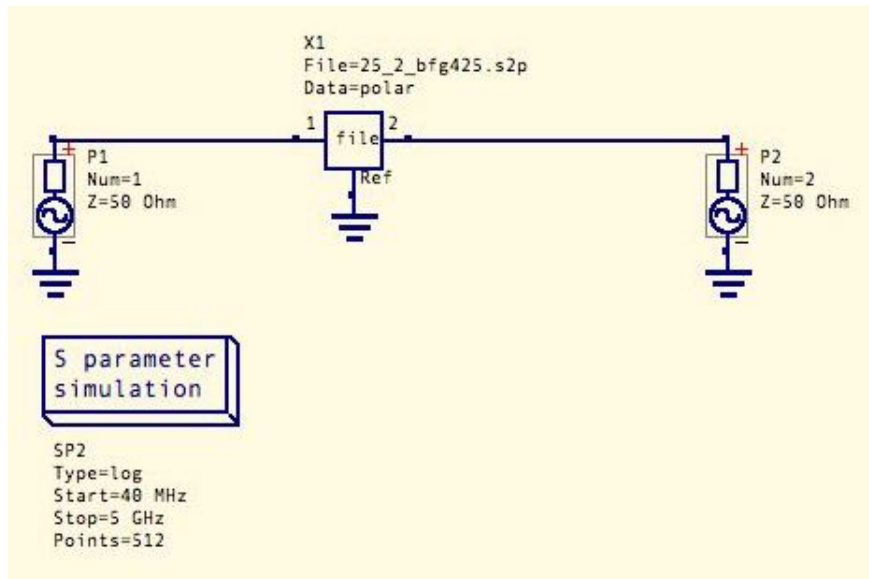 X1
File=25_2_bfg425.s2p
Data=polar
1
file
2
Ref
+
P1
Num=1
Z=50 Ohm
-
+
P2
Num=2
Z=50 Ohm
-
S parameter
simulation
SP2
Type=log
Start=40 MHz
Stop=5 GHz
Points=512